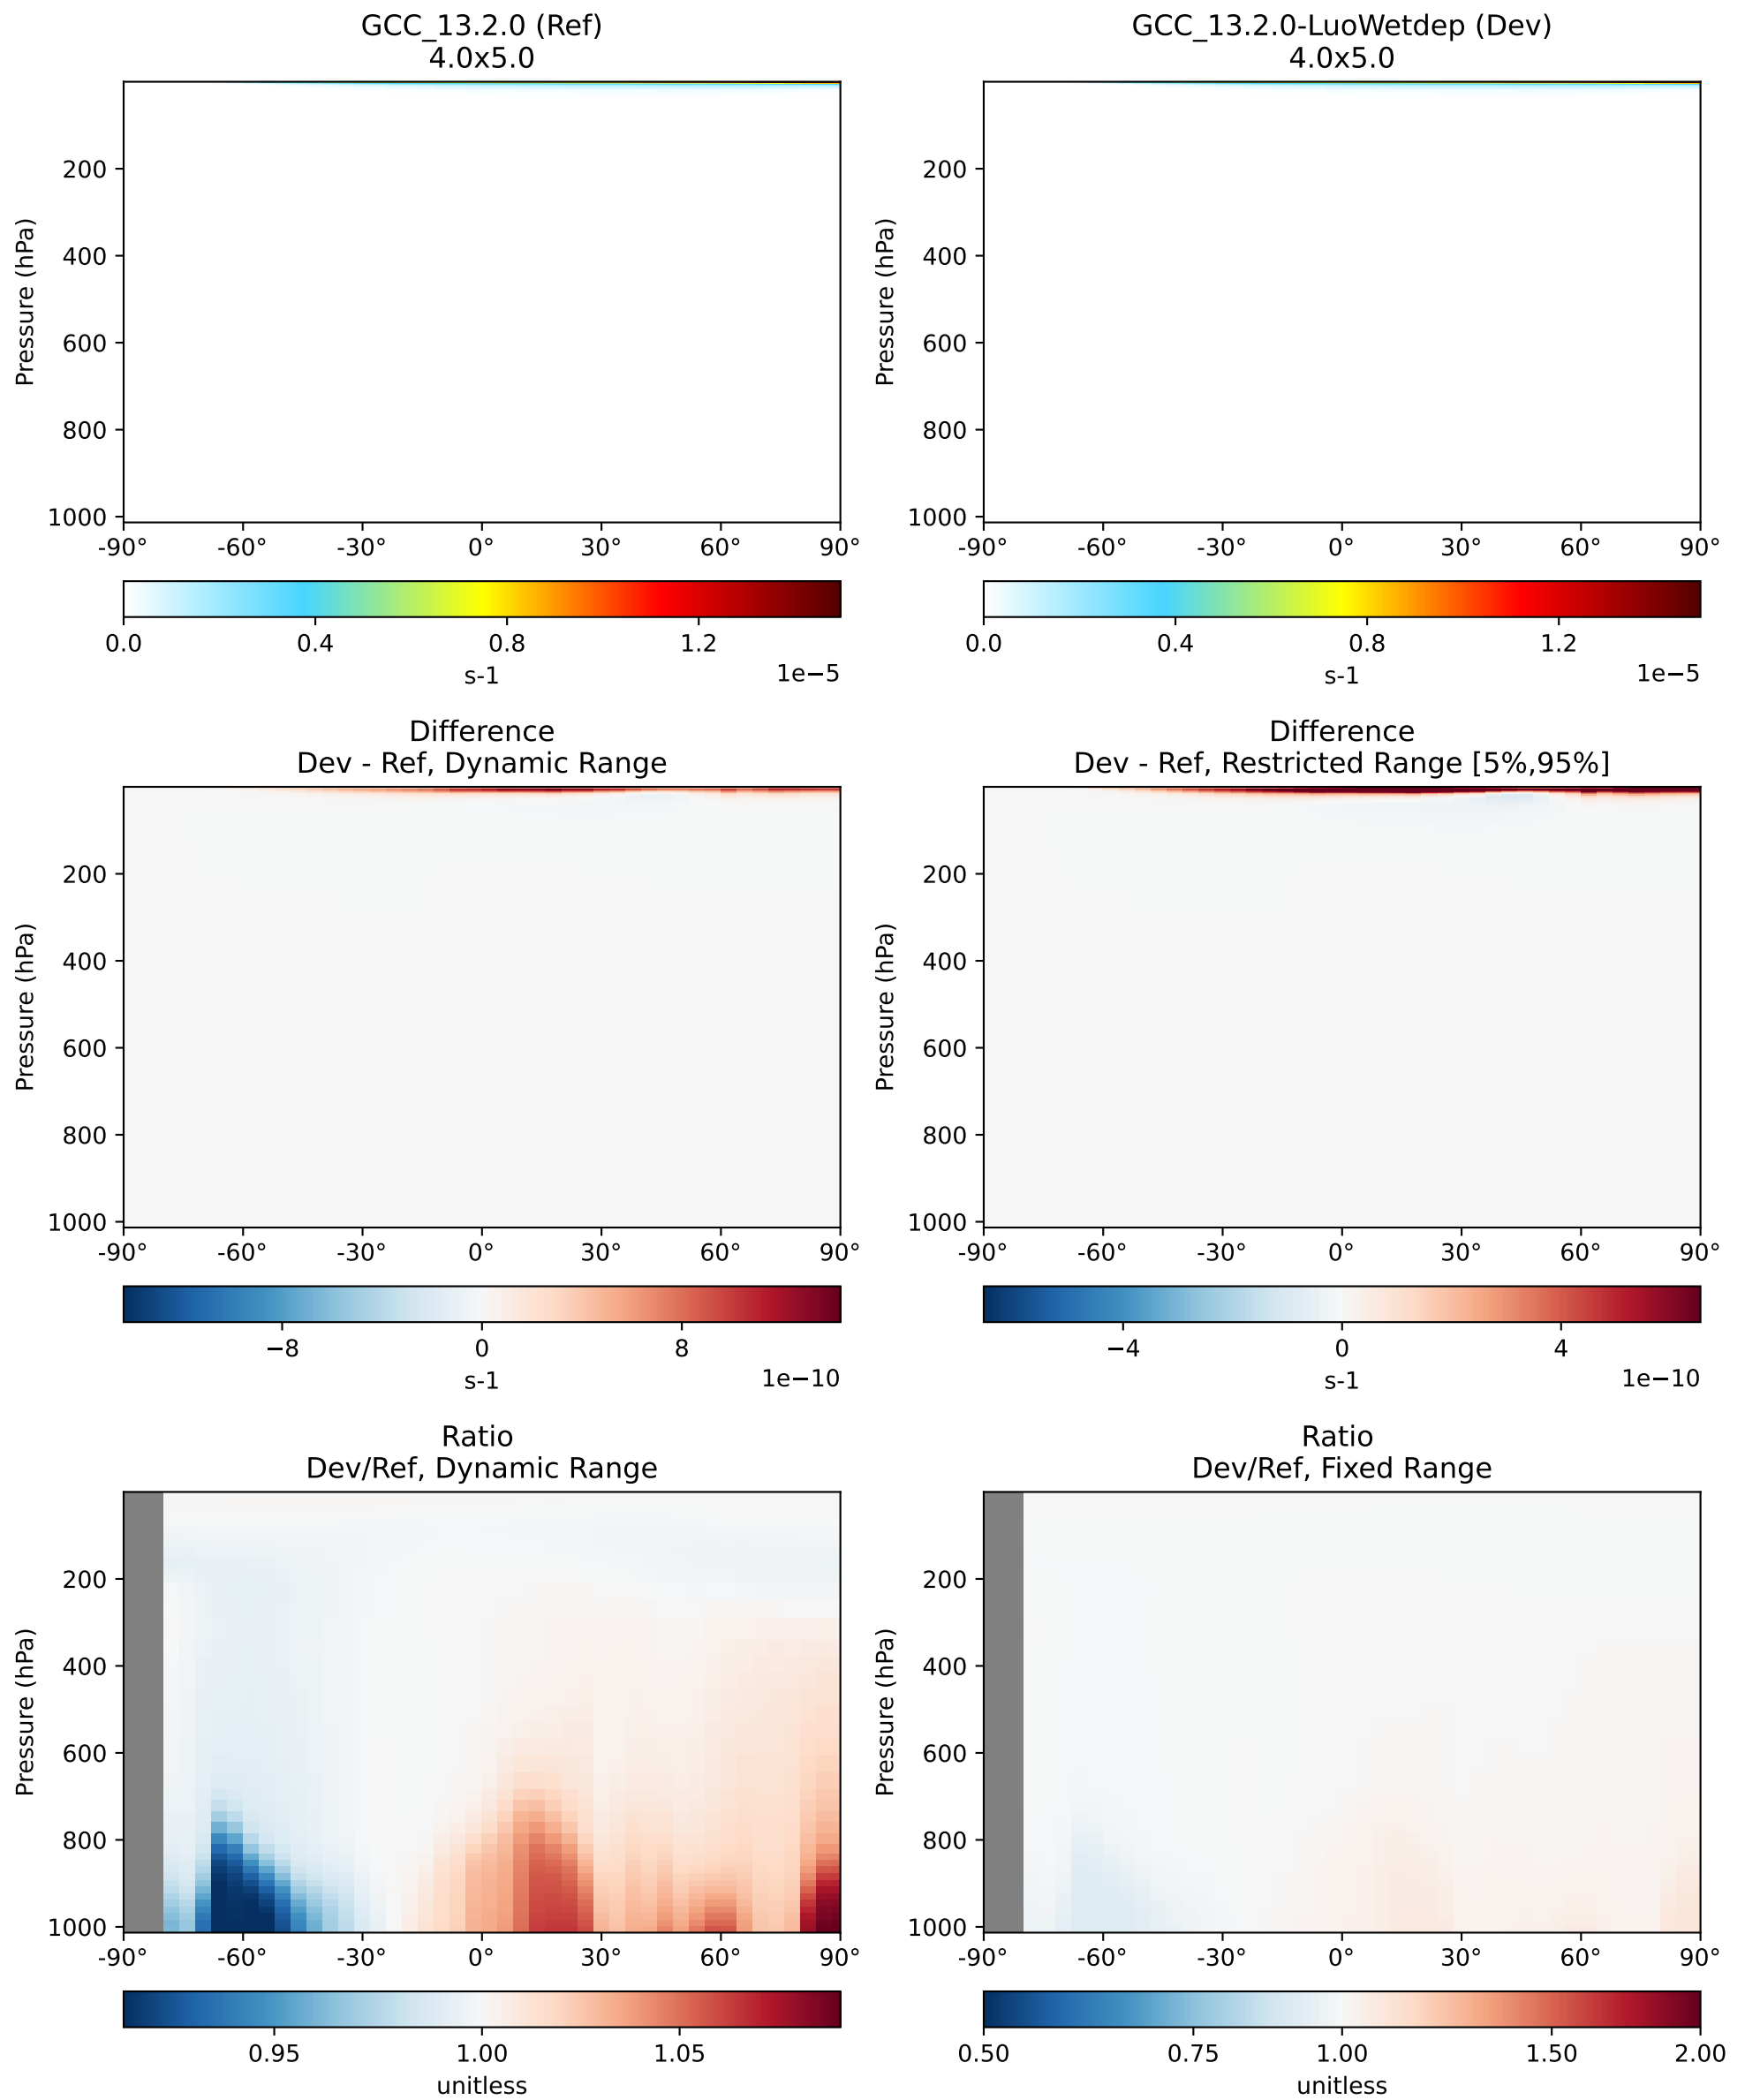 GCC_13.2.0 (Ref)
4.0x5.0
Pressure (hPa)
200
400
600
800
1000
-90° -60° -30° 0° 30° 60° 90°
0.0 0.4 0.8 1.2
s-1
1e−5
GCC_13.2.0-LuoWetdep (Dev)
4.0x5.0
Pressure (hPa)
200
400
600
800
1000
-90° -60° -30° 0° 30° 60° 90°
0.0 0.4 0.8 1.2
s-1
1e−5
Difference
Dev - Ref, Dynamic Range
Pressure (hPa)
200
400
600
800
1000
-90° -60° -30° 0° 30° 60° 90°
−8 0 8
s-1
1e−10
Difference
Dev - Ref, Restricted Range [5%,95%]
Pressure (hPa)
200
400
600
800
1000
-90° -60° -30° 0° 30° 60° 90°
−4 0 4
s-1
1e−10
Ratio
Dev/Ref, Dynamic Range
Pressure (hPa)
200
400
600
800
1000
-90° -60° -30° 0° 30° 60° 90°
0.95 1.00 1.05
unitless
Ratio
Dev/Ref, Fixed Range
Pressure (hPa)
200
400
600
800
1000
-90° -60° -30° 0° 30° 60° 90°
0.50 0.75 1.00 1.50 2.00
unitless